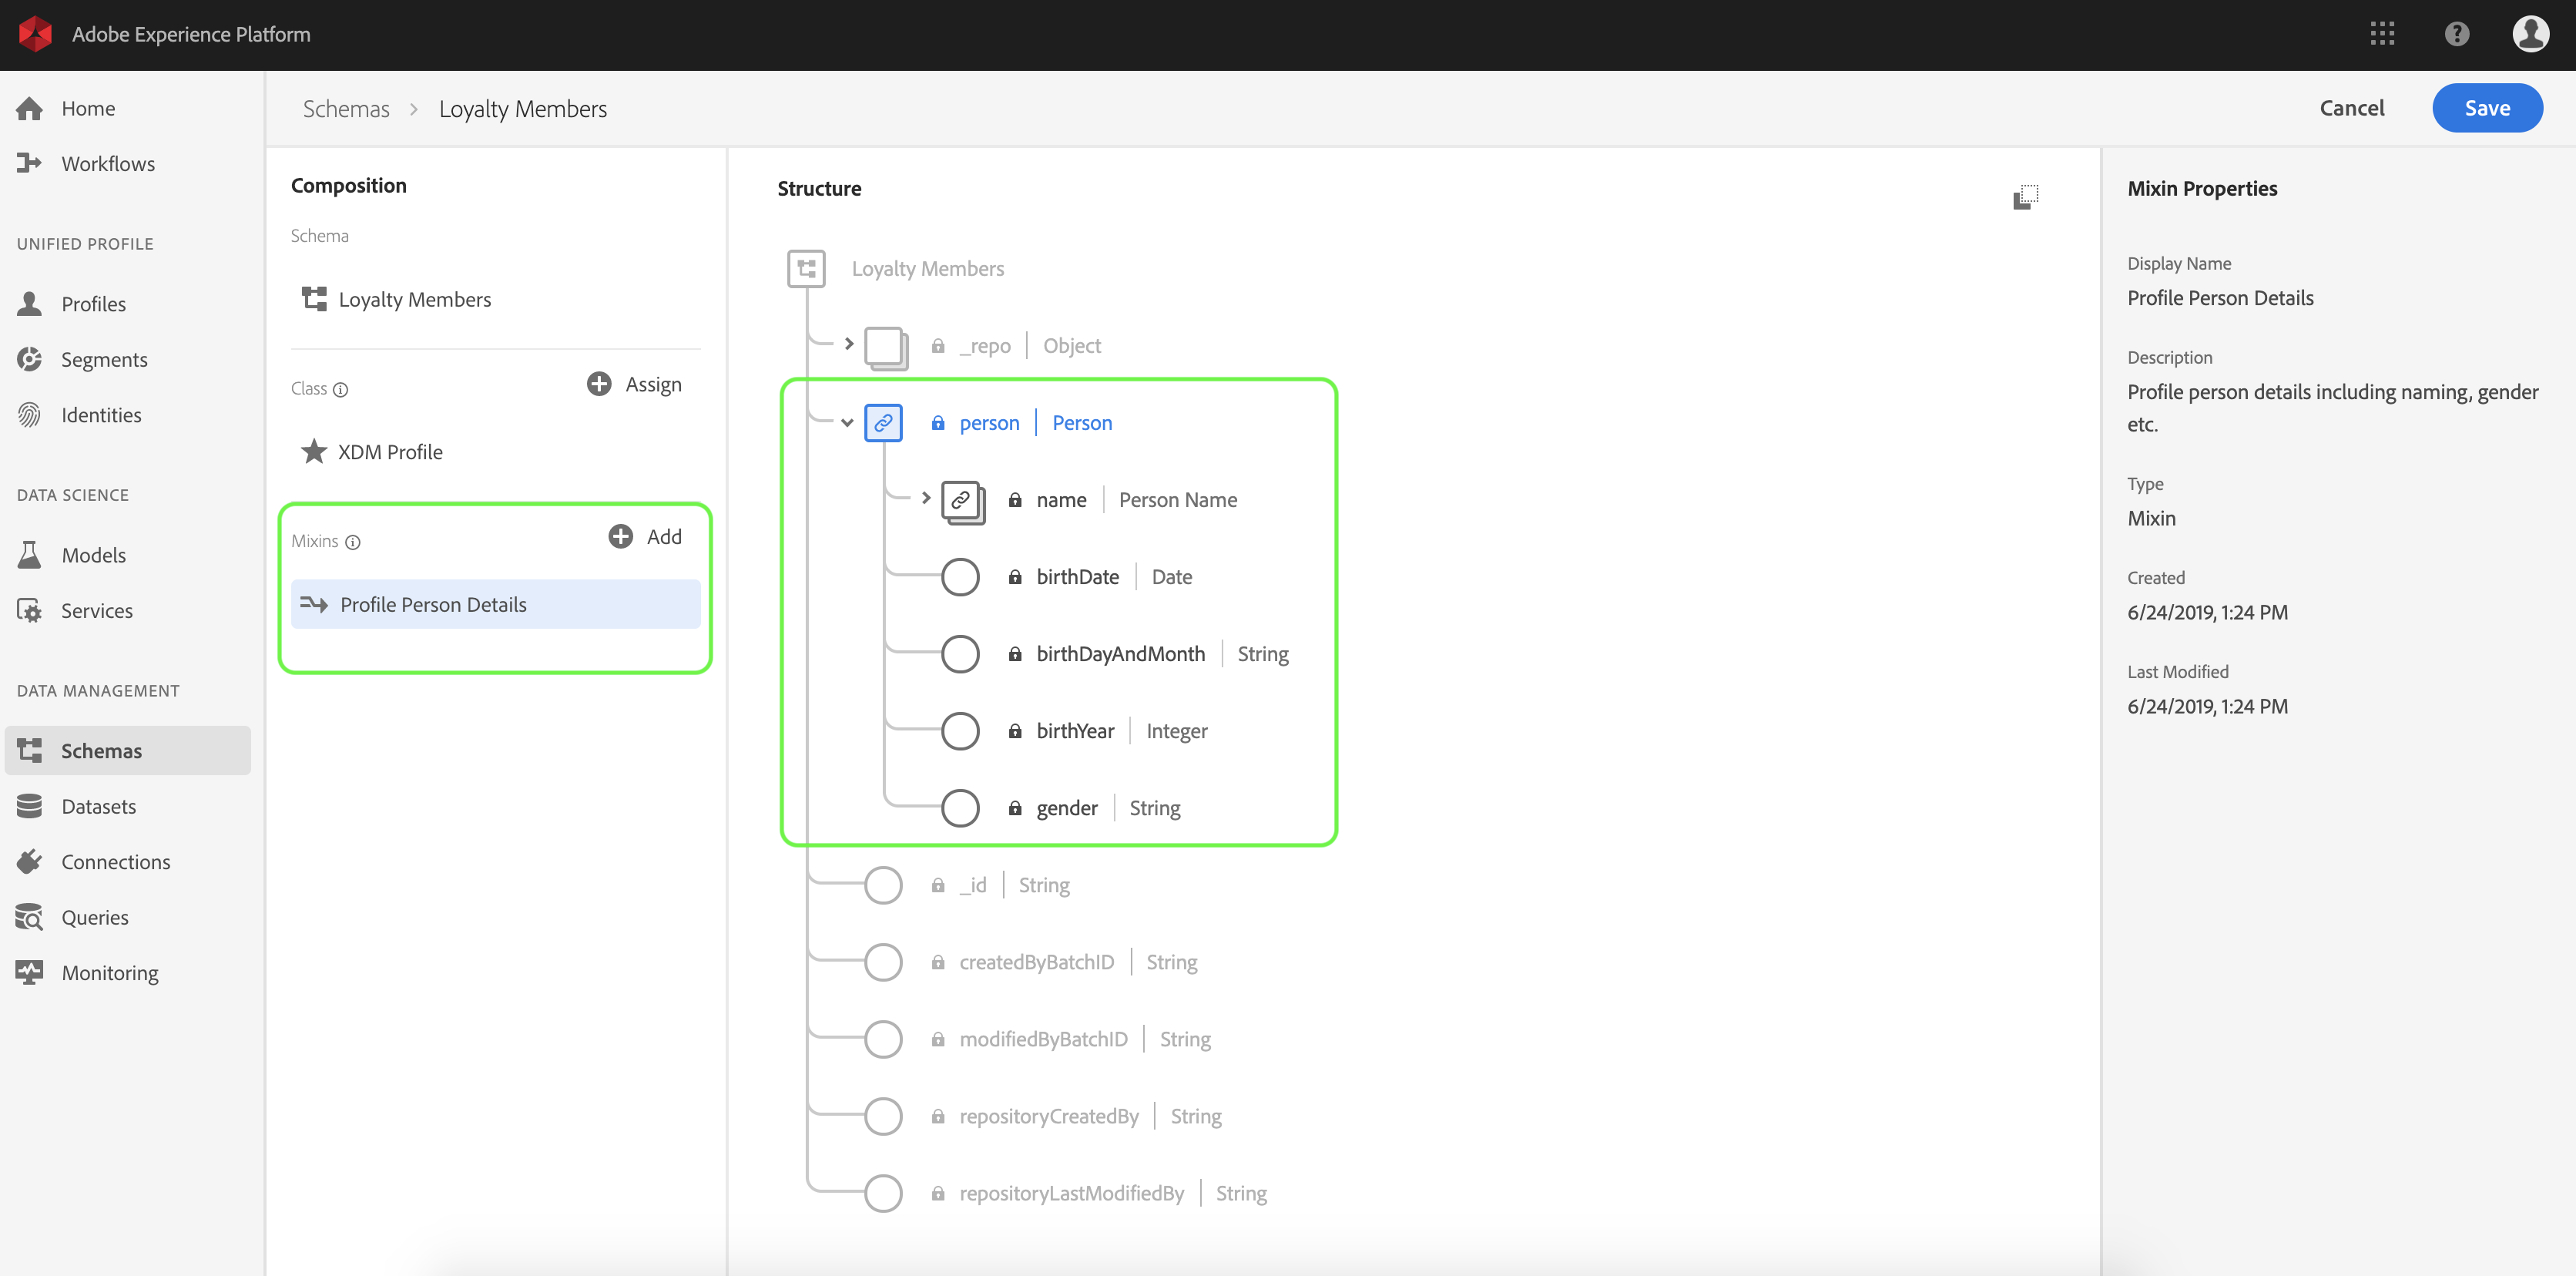 Adobe Experience Platform
Home
Workflows
UNIFIED PROFILE
Profiles
Segments
Identities
DATA SCIENCE
Models
Services
DATA MANAGEMENT
Schemas
Datasets
Connections
Queries
Monitoring
Schemas > Loyalty Members
Cancel
Save
Composition
Schema
Loyalty Members
Class
Assign
XDM Profile
Mixins
Add
Profile Person Details
Structure
Loyalty Members
_repo | Object
person | Person
name | Person Name
birthDate | Date
birthDayAndMonth | String
birthYear | Integer
gender | String
_id | String
createdByBatchID | String
modifiedByBatchID | String
repositoryCreatedBy | String
repositoryLastModifiedBy | String
Mixin Properties
Display Name
Profile Person Details
Description
Profile person details including naming, gender
etc.
Type
Mixin
Created
6/24/2019, 1:24 PM
Last Modified
6/24/2019, 1:24 PM